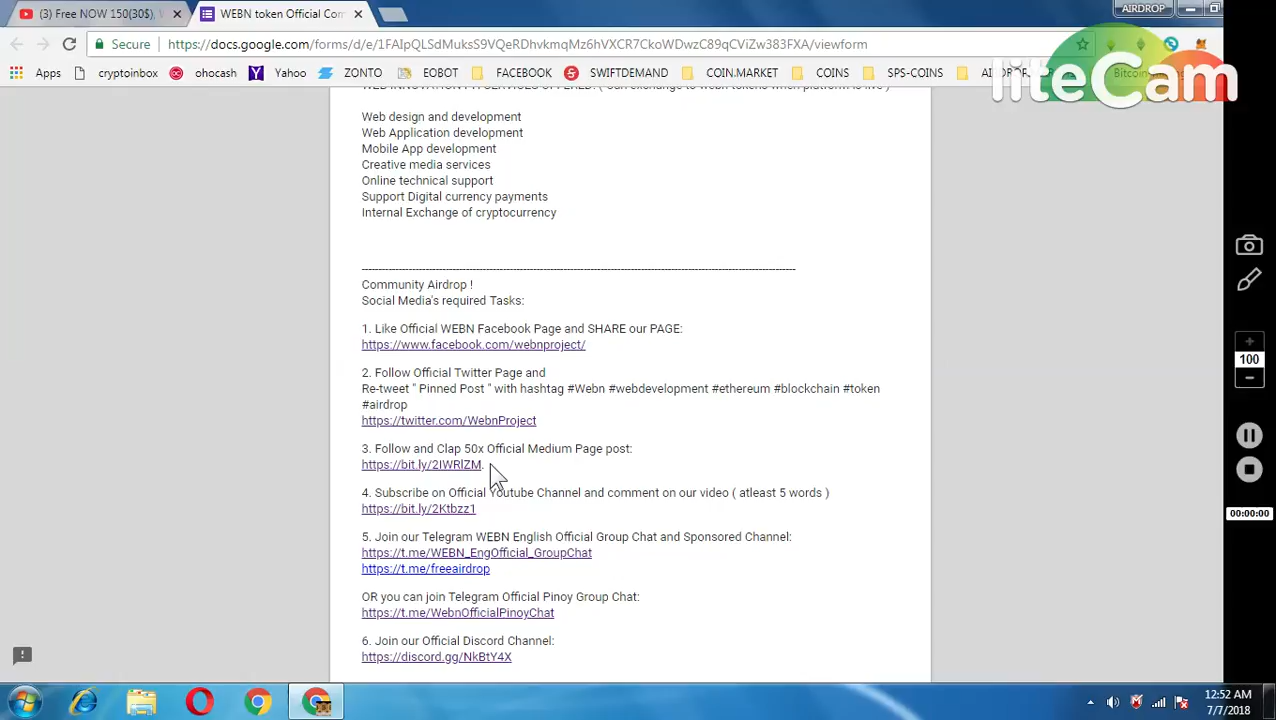 (3) Free NOW 150(30$), W
WEBN token Official Com
AIRDROP
Secure
https://docs.google.com/forms/d/e/1FAIpQLSdMuksS9VQeRDhvkmqMz6hVXCR7CkoWDwzC89qCViZw383FXA/viewform
Apps cryptoinbox ohocash Yahoo ZONTO EOBOT FACEBOOK SWIFTDEMAND COIN.MARKET COINS SPS-COINS
liteCam
Web design and development
Web Application development
Mobile App development
Creative media services
Online technical support
Support Digital currency payments
Internal Exchange of cryptocurrency
Community Airdrop !
Social Media's required Tasks:
1. Like Official WEBN Facebook Page and SHARE our PAGE:
https://www.facebook.com/webnproject/
2. Follow Official Twitter Page and
Re-tweet " Pinned Post " with hashtag #Webn #webdevelopment #ethereum #blockchain #token
#airdrop
https://twitter.com/WebnProject
3. Follow and Clap 50x Official Medium Page post:
https://bit.ly/2IWRlZM.
4. Subscribe on Official Youtube Channel and comment on our video ( atleast 5 words )
https://bit.ly/2Ktbzz1
5. Join our Telegram WEBN English Official Group Chat and Sponsored Channel:
https://t.me/WEBN_EngOfficial_GroupChat
https://t.me/freeairdrop
OR you can join Telegram Official Pinoy Group Chat:
https://t.me/WebnOfficialPinoyChat
6. Join our Official Discord Channel:
https://discord.gg/NkBtY4X
100
00:00:00
12:52 AM
7/7/2018